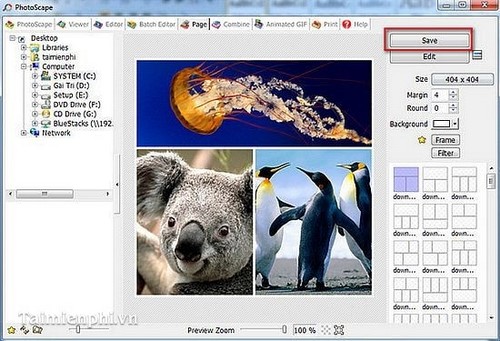 PhotoScape
PhotoScape Viewer Editor Batch Editor Page Combine Animated GIF Print Help
Desktop
Libraries
taimienphi
Computer
SYSTEM (C:)
Gai Tri (D:)
Setup (E:)
DVD Drive (F:)
CD Drive (G:)
BlueStacks (\\192.
Network
Save
Edit
Size 404 x 404
Margin 4
Round 0
Background
Frame
Filter
down... down... down...
down... down... down...
down... down... down...
down... down... down...
Taimienphi.vn
Preview Zoom 100 %